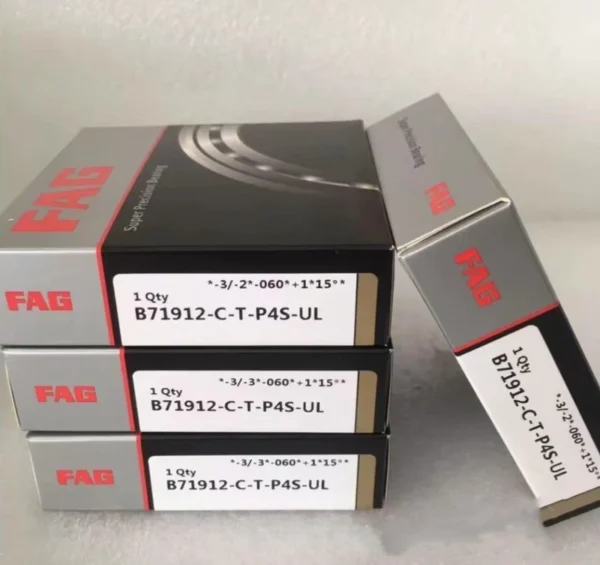 FAG
Super Precision Bearing
FAG
*-3/-2*-060*+1*15°*
1 Qty
B71912-C-T-P4S-UL
FAG
*-3/-3*-060*+1*15°*
1 Qty
B71912-C-T-P4S-UL
FAG
*-3/-3*-060*+1*15°*
1 Qty
B71912-C-T-P4S-UL
Super Precision Bearing
FAG
FAG
*-3/-2*-060*+1*15°*
1 Qty
B71912-C-T-P4S-UL